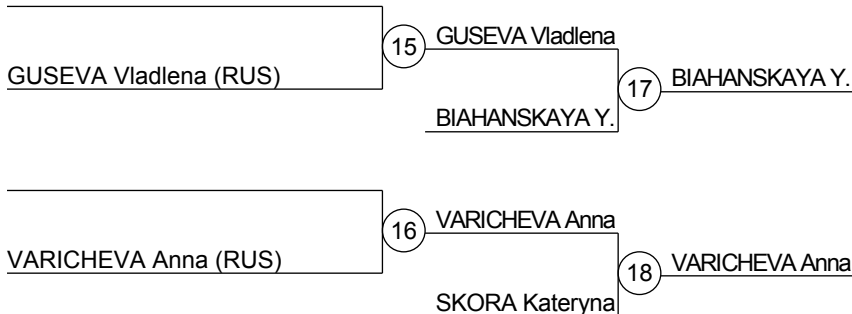 15 GUSEVA Vladlena
GUSEVA Vladlena (RUS)
17 BIAHANSKAYA Y.
BIAHANSKAYA Y.
16 VARICHEVA Anna
VARICHEVA Anna (RUS)
18 VARICHEVA Anna
SKORA Kateryna